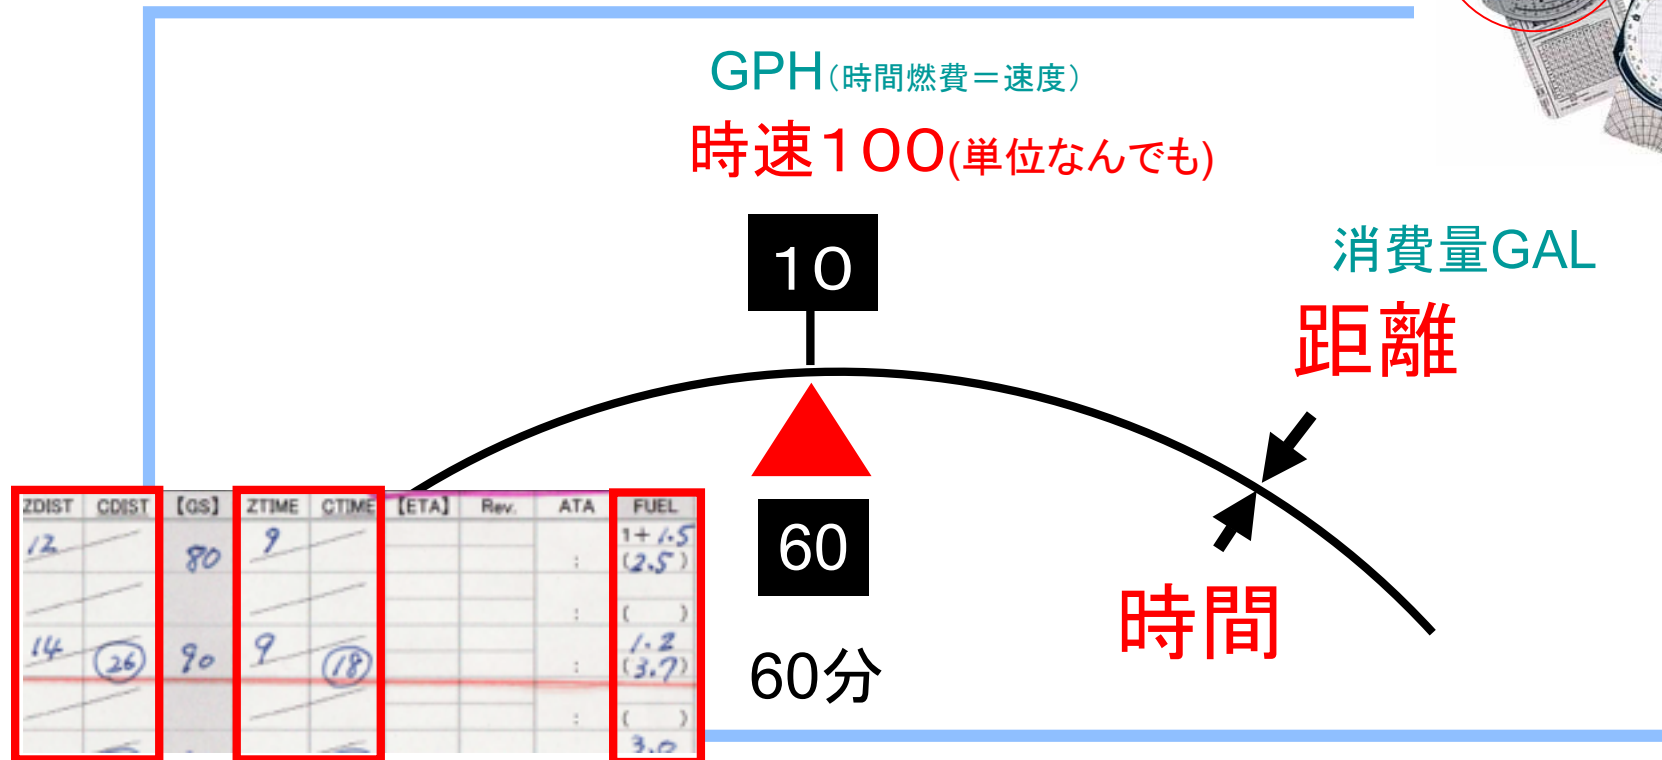 GPH(時間燃費＝速度)
時速１００(単位なんでも)
１０
消費量GAL
距離
60
60分
時間
ZDIST CDIST 【GS】 ZTIME CTIME 【ETA】 Rev. ATA FUEL
12 80 9 : 1+1.5
(2.5)
: ( )
14 26 90 9 18 : 1.2
(3.7)
: ( )
3.0